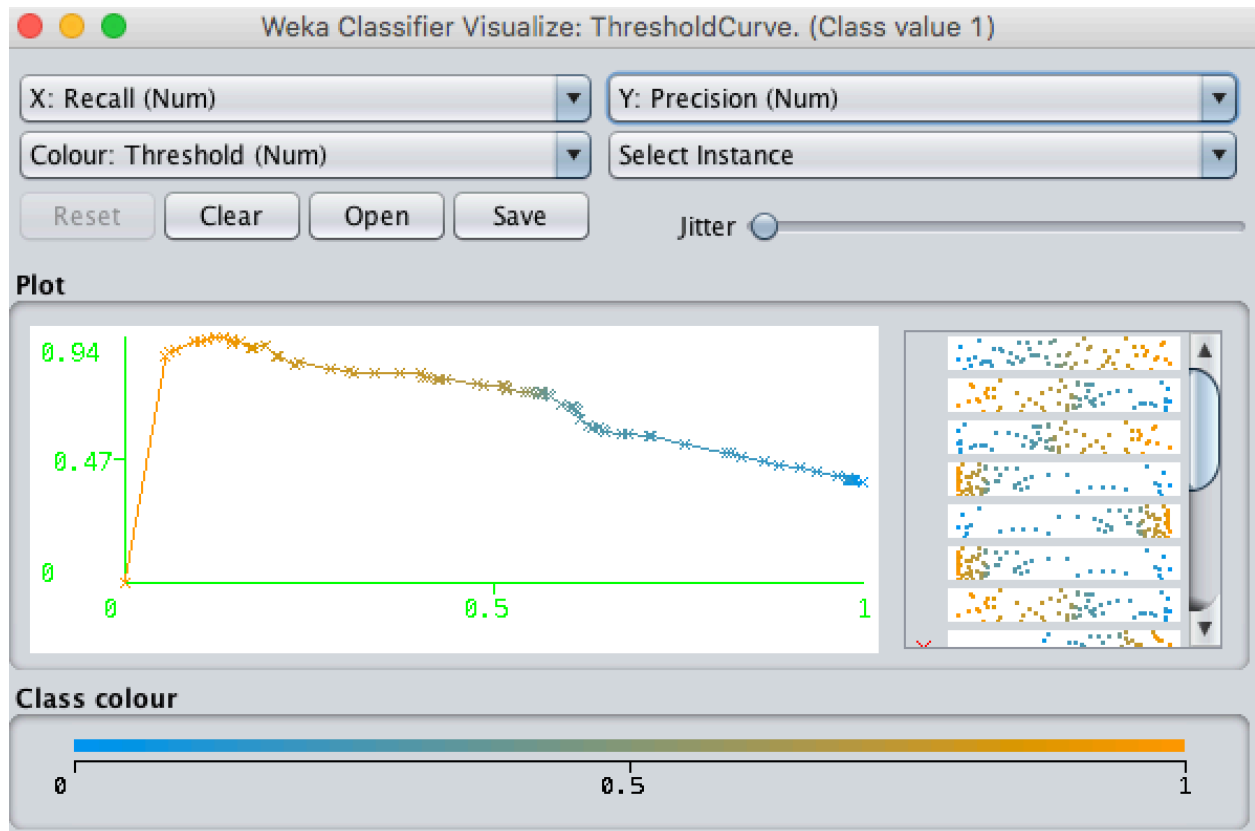 Weka Classifier Visualize: ThresholdCurve. (Class value 1)
X: Recall (Num)
Y: Precision (Num)
Colour: Threshold (Num)
Select Instance
Reset
Clear
Open
Save
Jitter
Plot
0.94
0.47
0
0
0.5
1
Class colour
0
0.5
1